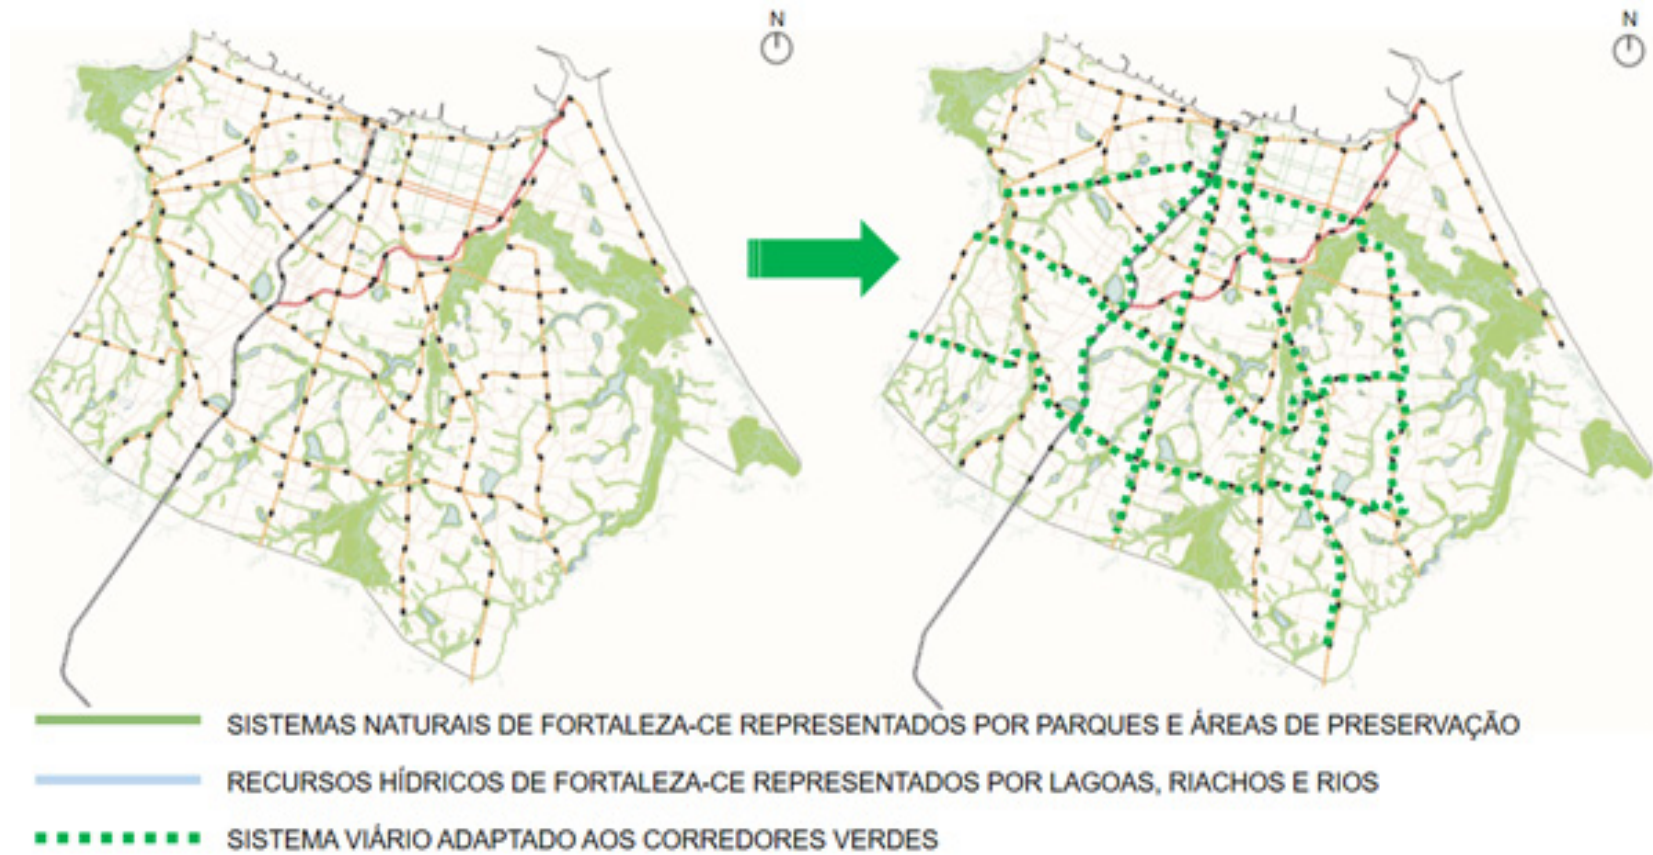 N
N
SISTEMAS NATURAIS DE FORTALEZA-CE REPRESENTADOS POR PARQUES E ÁREAS DE PRESERVAÇÃO
RECURSOS HÍDRICOS DE FORTALEZA-CE REPRESENTADOS POR LAGOAS, RIACHOS E RIOS
SISTEMA VIÁRIO ADAPTADO AOS CORREDORES VERDES